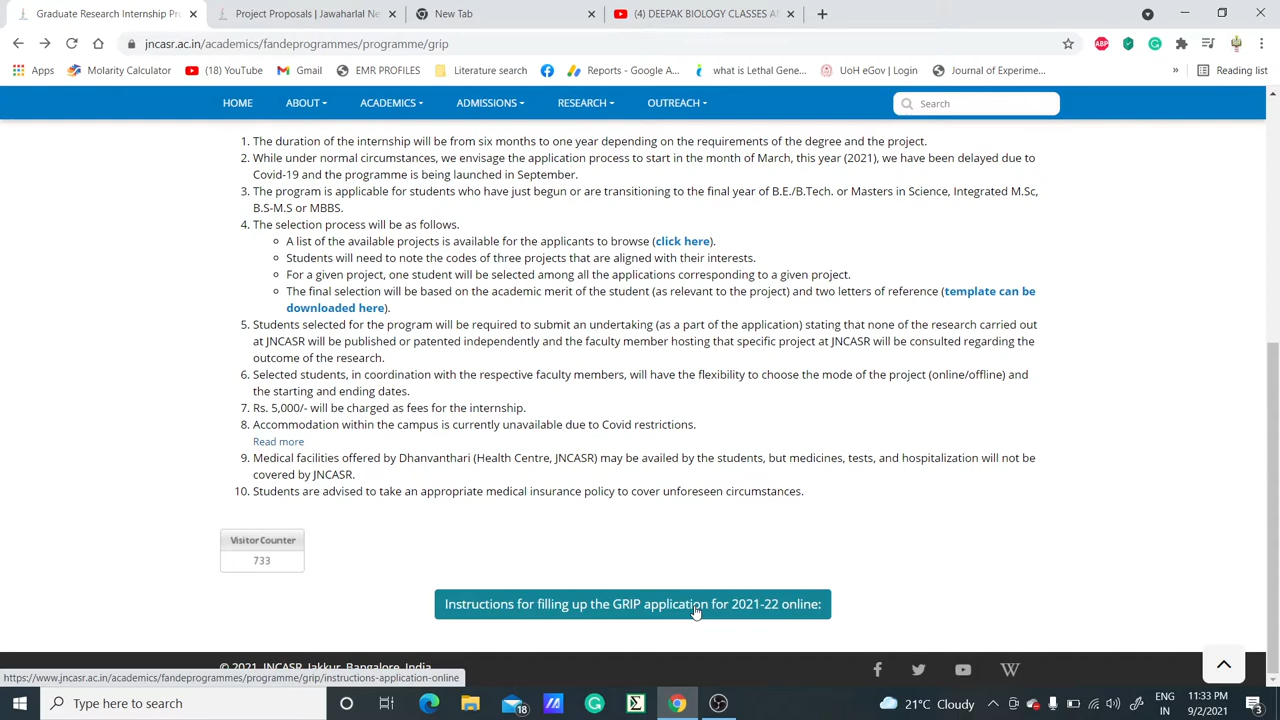 Graduate Research Internship Pro
Project Proposals | Jawaharlal Ne
New Tab
(4) DEEPAK BIOLOGY CLASSES AN
jncasr.ac.in/academics/fandeprogrammes/programme/grip
ABP
Apps
Molarity Calculator
(18) YouTube
Gmail
EMR PROFILES
Literature search
Reports - Google A...
what is Lethal Gene...
UoH eGov | Login
Journal of Experime...
»
Reading list
HOME
ABOUT
ACADEMICS
ADMISSIONS
RESEARCH
OUTREACH
Search
1. The duration of the internship will be from six months to one year depending on the requirements of the degree and the project.
2. While under normal circumstances, we envisage the application process to start in the month of March, this year (2021), we have been delayed due to
Covid-19 and the programme is being launched in September.
3. The program is applicable for students who have just begun or are transitioning to the final year of B.E./B.Tech. or Masters in Science, Integrated M.Sc,
B.S-M.S or MBBS.
4. The selection process will be as follows.
A list of the available projects is available for the applicants to browse (click here).
Students will need to note the codes of three projects that are aligned with their interests.
For a given project, one student will be selected among all the applications corresponding to a given project.
The final selection will be based on the academic merit of the student (as relevant to the project) and two letters of reference (template can be
downloaded here).
5. Students selected for the program will be required to submit an undertaking (as a part of the application) stating that none of the research carried out
at JNCASR will be published or patented independently and the faculty member hosting that specific project at JNCASR will be consulted regarding the
outcome of the research.
6. Selected students, in coordination with the respective faculty members, will have the flexibility to choose the mode of the project (online/offline) and
the starting and ending dates.
7. Rs. 5,000/- will be charged as fees for the internship.
8. Accommodation within the campus is currently unavailable due to Covid restrictions.
Read more
9. Medical facilities offered by Dhanvanthari (Health Centre, JNCASR) may be availed by the students, but medicines, tests, and hospitalization will not be
covered by JNCASR.
10. Students are advised to take an appropriate medical insurance policy to cover unforeseen circumstances.
Visitor Counter
733
Instructions for filling up the GRIP application for 2021-22 online:
© 2021, JNCASR, Jakkur, Bangalore, India
https://www.jncasr.ac.in/academics/fandeprogrammes/programme/grip/instructions-application-online
Type here to search
18
21°C Cloudy
ENG
IN
11:33 PM
9/2/2021
3